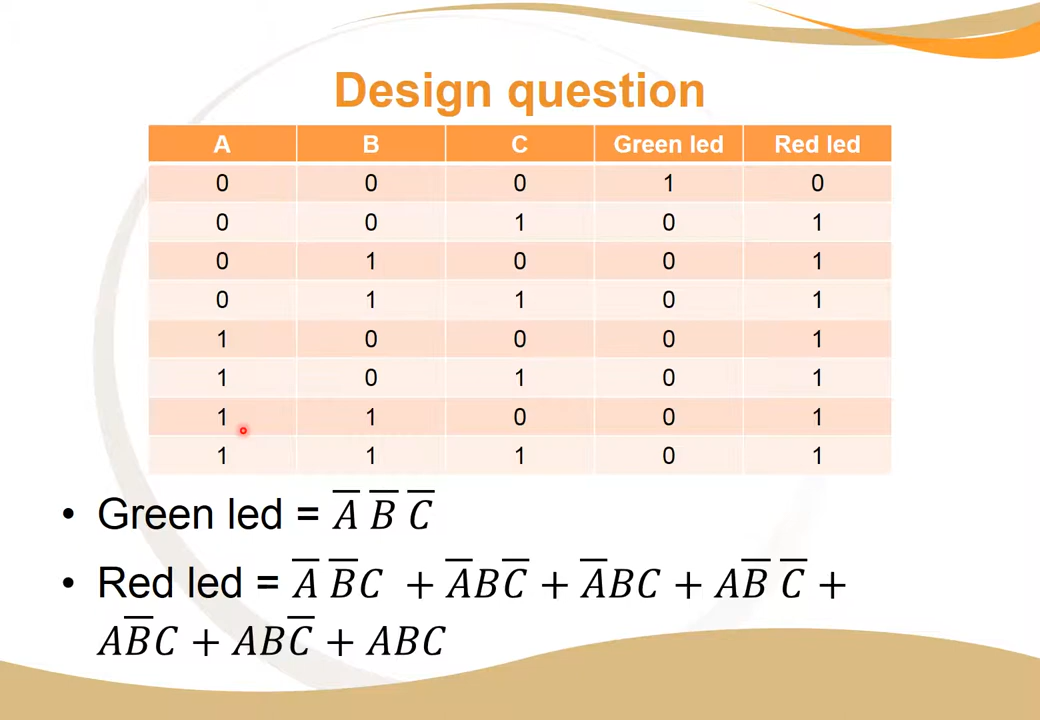 Design question
A B C Green led Red led
0 0 0 1 0
0 0 1 0 1
0 1 0 0 1
0 1 1 0 1
1 0 0 0 1
1 0 1 0 1
1 1 0 0 1
1 1 1 0 1
• Green led = A̅ B̅ C̅
• Red led = A̅ B̅C + A̅BC̅ + A̅BC + AB̅ C̅ +
AB̅C + ABC̅ + ABC